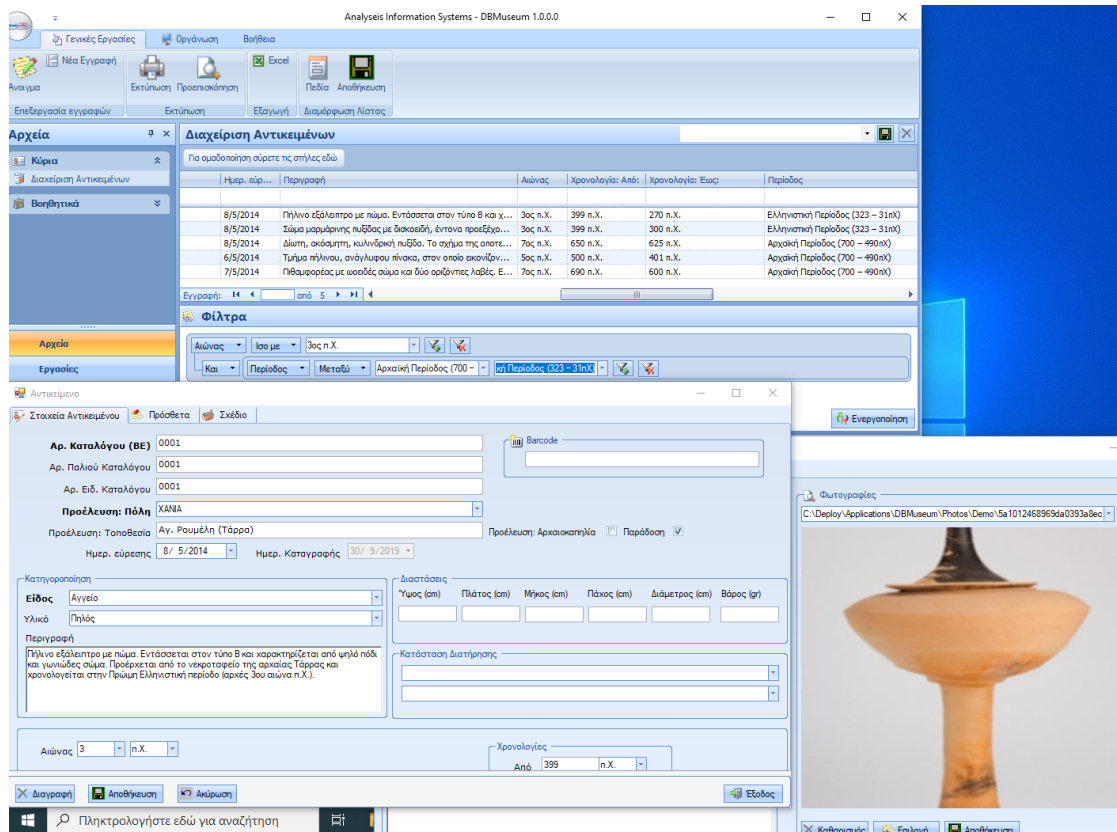 Analyseis Information Systems - DBMuseum 1.0.0.0
Γενικές Εργασίες Οργάνωση Βοήθεια
Νέα Εγγραφή Excel
Άνοιγμα Εκτύπωση Προεπισκόπηση Πεδία Αποθήκευση
Επεξεργασία εγγραφών Εκτύπωση Εξαγωγή Διαμόρφωση Λίστας
Αρχεία Διαχείριση Αντικειμένων
Κύρια Για ομαδοποίηση σύρετε τις στήλες εδώ
Διαχείριση Αντικειμένων Ημερ. εύρ... Περιγραφή Αιώνας Χρονολογία: Από: Χρονολογία: Έως: Περίοδος
Βοηθητικά
8/5/2014 Πήλινο εξάλειπτρο με πώμα. Εντάσσεται στον τύπο Β και χ... 3ος π.Χ. 399 π.Χ. 270 π.Χ. Ελληνιστική Περίοδος (323 – 31πΧ)
8/5/2014 Σώμα μαρμάρινης πυξίδας με δισκοειδή, έντονα προεξέχο... 3ος π.Χ. 399 π.Χ. 300 π.Χ. Ελληνιστική Περίοδος (323 – 31πΧ)
8/5/2014 Δίωτη, ακόσμητη, κυλινδρική πυξίδα. Το σχήμα της αποτε... 7ος π.Χ. 650 π.Χ. 625 π.Χ. Αρχαϊκή Περίοδος (700 – 490πΧ)
6/5/2014 Τμήμα πήλινου, ανάγλυφου πίνακα, στον οποίο εικονίζον... 5ος π.Χ. 500 π.Χ. 401 π.Χ. Αρχαϊκή Περίοδος (700 – 490πΧ)
7/5/2014 Πιθαμφορέας με ωοειδές σώμα και δύο οριζόντιες λαβές. Ε... 7ος π.Χ. 690 π.Χ. 600 π.Χ. Αρχαϊκή Περίοδος (700 – 490πΧ)
Εγγραφή: από 5
Φίλτρα
Αρχεία Αιώνας Ισο με 3ος π.Χ.
Εργασίες Και Περίοδος Μεταξύ Αρχαϊκή Περίοδος (700 – κή Περίοδος (323 – 31πΧ)
Αντικείμενο
Στοιχεία Αντικειμένου Πρόσθετα Σχέδιο Ενεργοποίηση
Αρ. Καταλόγου (ΒΕ) 0001 Barcode
Αρ. Παλιού Καταλόγου 0001
Αρ. Ειδ. Καταλόγου 0001 Φωτογραφίες
Προέλευση: Πόλη ΧΑΝΙΑ C:\Deploy\Applications\DBMuseum\Photos\Demo\5a1012468969da0393a8ec
Προέλευση: Τοποθεσία Αγ. Ρουμέλη (Τάρρα) Προέλευση: Αρχαιοκαπηλία Παράδοση
Ημερ. εύρεσης 8/ 5/2014 Ημερ. Καταγραφής 30/ 9/2019
Κατηγοροποίηση Διαστάσεις
Είδος Αγγείο Ύψος (cm) Πλάτος (cm) Μήκος (cm) Πάχος (cm) Διάμετρος (cm) Βάρος (gr)
Υλικό Πηλός
Περιγραφή
Πήλινο εξάλειπτρο με πώμα. Εντάσσεται στον τύπο Β και χαρακτηρίζεται από ψηλό πόδι Κατάσταση Διατήρησης
και γωνιώδες σώμα. Προέρχεται από το νεκροταφείο της αρχαίας Τάρρας και
χρονολογείται στην Πρώιμη Ελληνιστική περίοδο (αρχές 3ου αιώνα π.Χ.).
Αιώνας 3 π.Χ. Χρονολογίες
Από 399 π.Χ.
Διαγραφή Αποθήκευση Ακύρωση Έξοδος
Πληκτρολογήστε εδώ για αναζήτηση Καθαρισμός Επιλογή Αποθήκευση